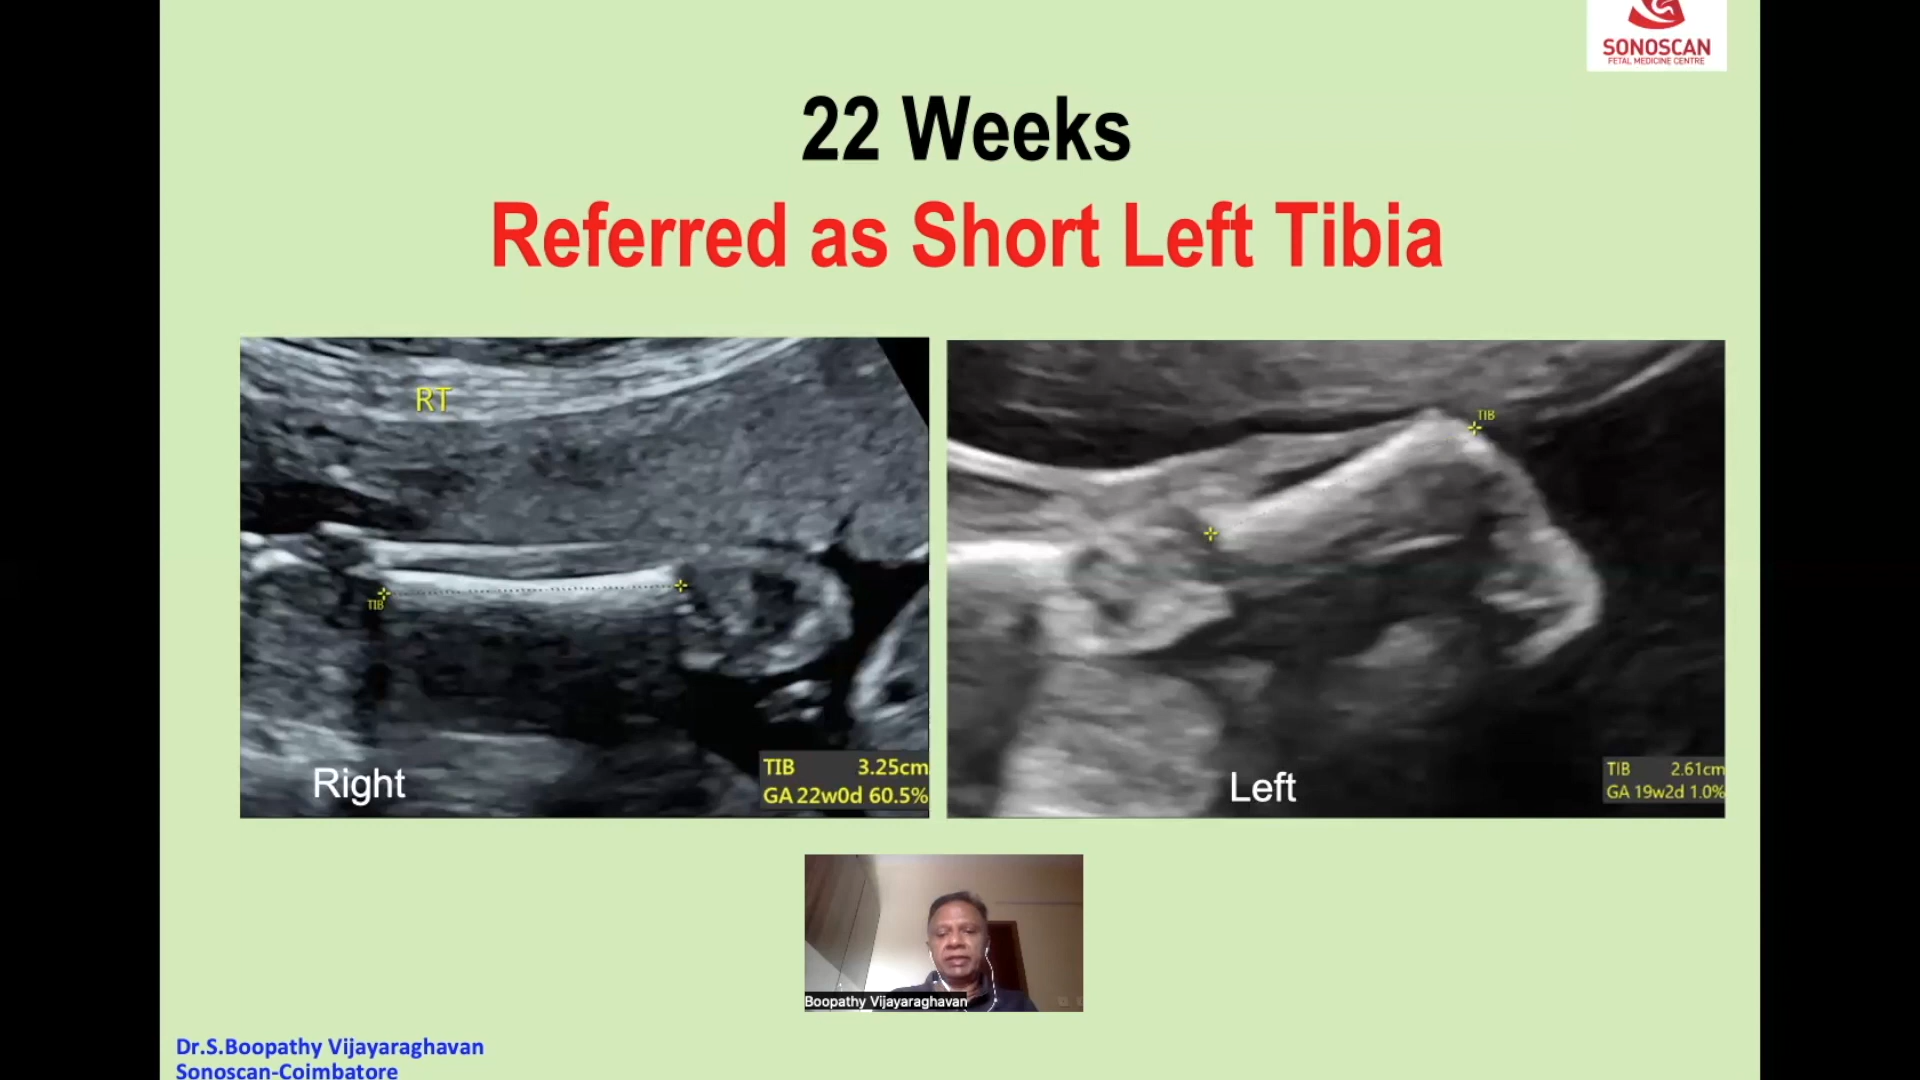 SONOSCAN
FETAL MEDICINE CENTRE
22 Weeks
Referred as Short Left Tibia
RT
TIB
Right
TIB 3.25cm
GA 22w0d 60.5%
TIB
Left
TIB 2.61cm
GA 19w2d 1.0%
Boopathy Vijayaraghavan
Dr.S.Boopathy Vijayaraghavan
Sonoscan-Coimbatore